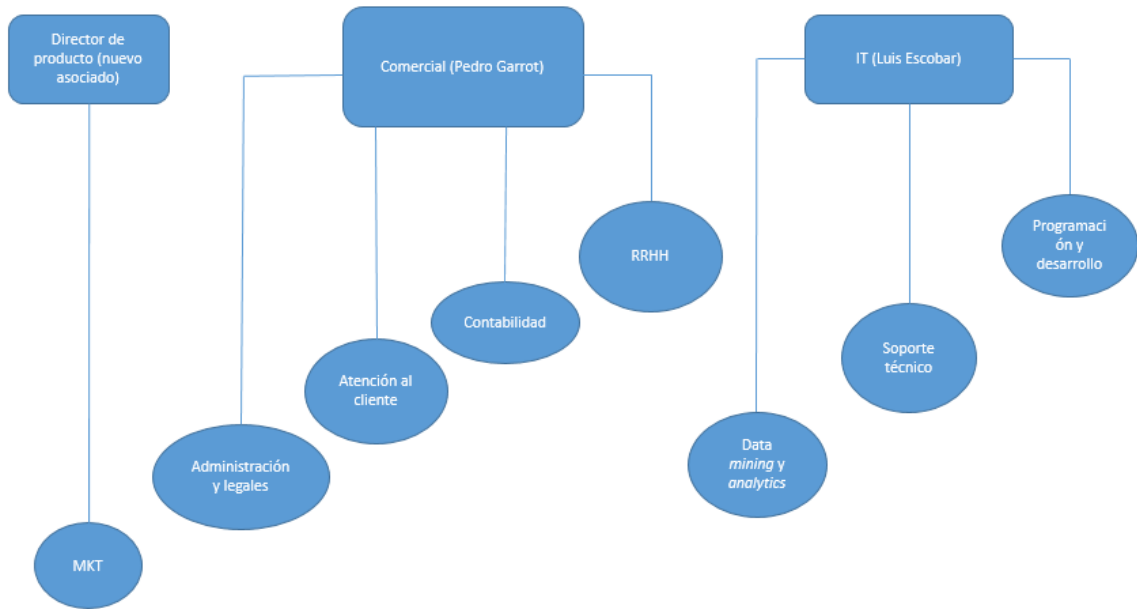 Director de
producto (nuevo
asociado)
Comercial (Pedro Garrot)
IT (Luis Escobar)
Programaci
ón y
desarrollo
RRHH
Contabilidad
Soporte
técnico
Atención al
cliente
Data
mining y
analytics
Administración
y legales
MKT